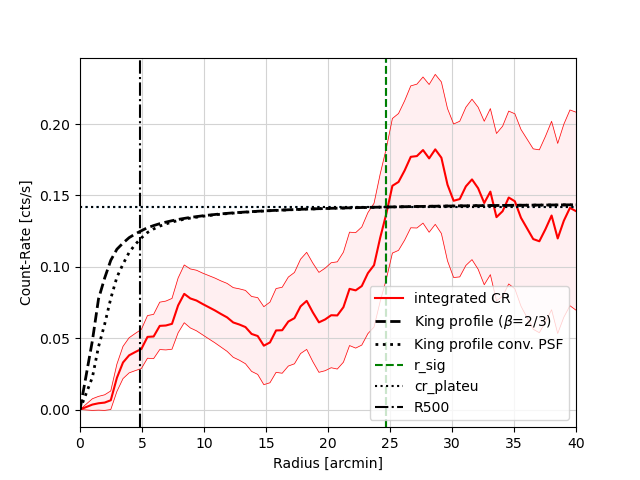 0.20
0.15
0.10
0.05
0.00
Count-Rate [cts/s]
integrated CR
King profile (β=2/3)
King profile conv. PSF
r_sig
cr_plateu
R500
0 5 10 15 20 25 30 35 40
Radius [arcmin]